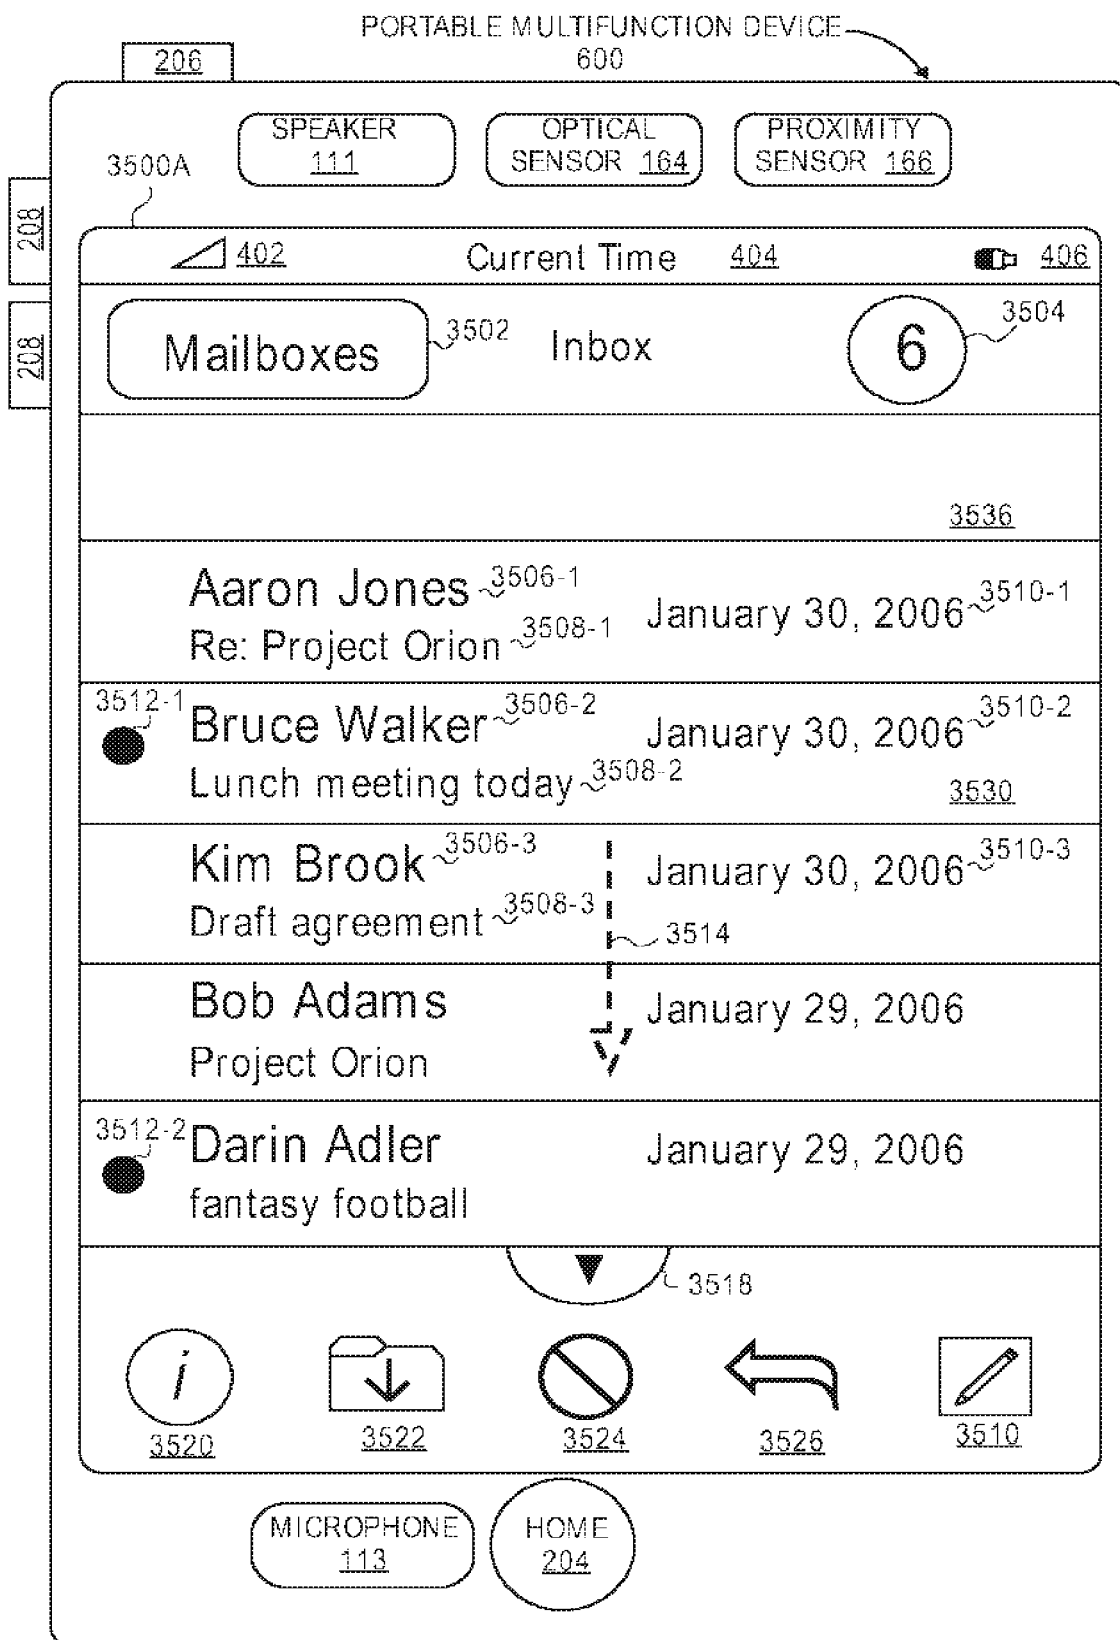 PORTABLE MULTIFUNCTION DEVICE
600
206
SPEAKER
111
OPTICAL
SENSOR 164
PROXIMITY
SENSOR 166
3500A
208
208
402
Current Time 404
406
Mailboxes
3502
Inbox
6
3504
3536
Aaron Jones 3506-1
January 30, 2006 3510-1
Re: Project Orion 3508-1
3512-1
Bruce Walker 3506-2
January 30, 2006 3510-2
Lunch meeting today 3508-2
3530
Kim Brook 3506-3
January 30, 2006 3510-3
Draft agreement 3508-3
3514
Bob Adams
January 29, 2006
Project Orion
3512-2
Darin Adler
January 29, 2006
fantasy football
3518
i
3520
3522
3524
3526
3510
MICROPHONE
113
HOME
204